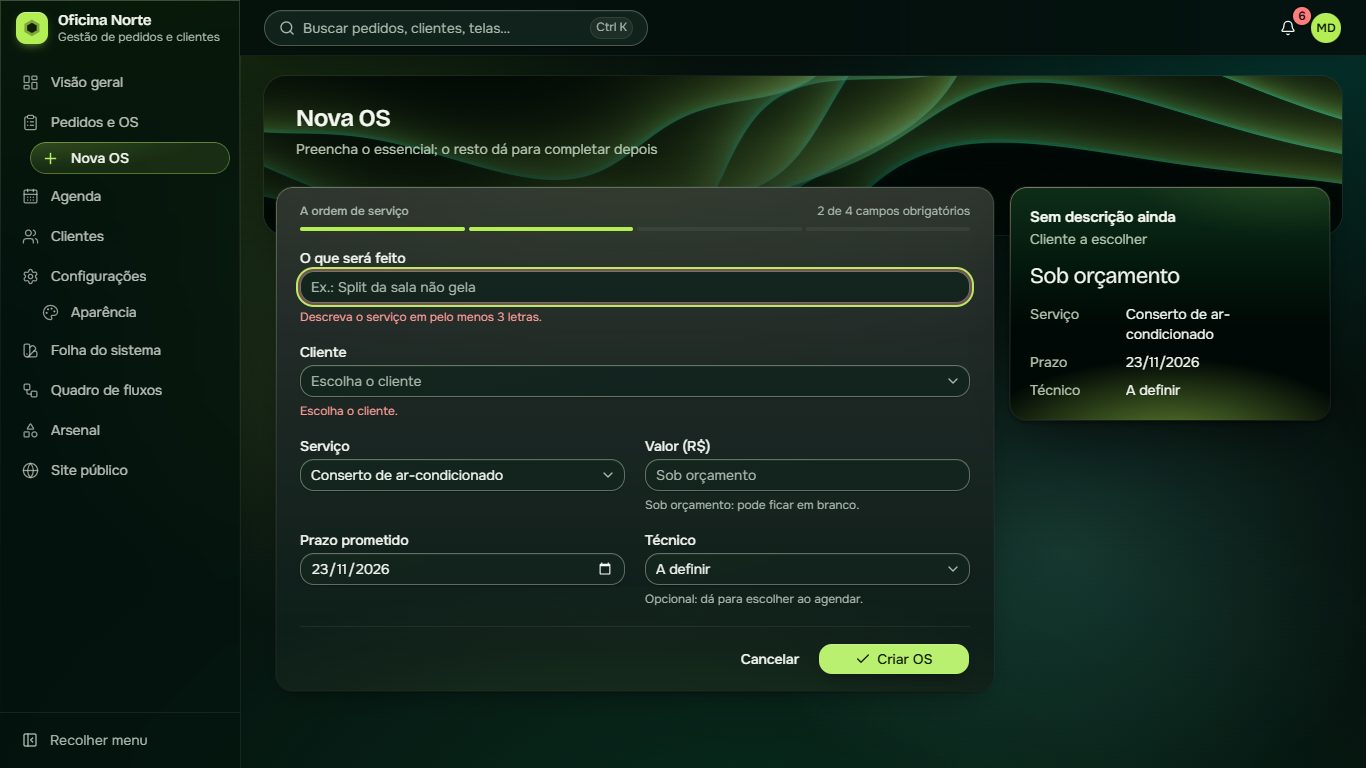 Oficina Norte
Gestão de pedidos e clientes
Buscar pedidos, clientes, telas...
Ctrl K
6
MD
Visão geral
Pedidos e OS
Nova OS
Agenda
Clientes
Configurações
Aparência
Folha do sistema
Quadro de fluxos
Arsenal
Site público
Recolher menu
Nova OS
Preencha o essencial; o resto dá para completar depois
A ordem de serviço
2 de 4 campos obrigatórios
O que será feito
Ex.: Split da sala não gela
Descreva o serviço em pelo menos 3 letras.
Cliente
Escolha o cliente
Escolha o cliente.
Serviço
Conserto de ar-condicionado
Valor (R$)
Sob orçamento
Sob orçamento: pode ficar em branco.
Prazo prometido
23/11/2026
Técnico
A definir
Opcional: dá para escolher ao agendar.
Cancelar
Criar OS
Sem descrição ainda
Cliente a escolher
Sob orçamento
Serviço
Conserto de ar-
condicionado
Prazo
23/11/2026
Técnico
A definir